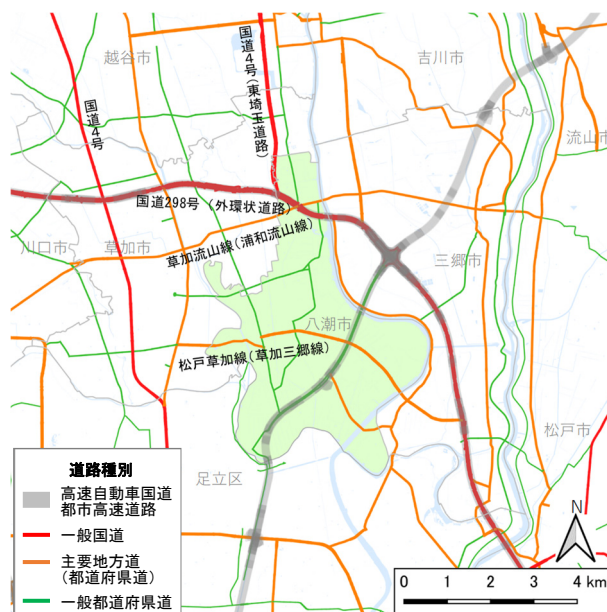 越谷市
吉川市
国道4号(東埼玉道路)
国道4号
流山市
国道298号（外環状道路）
川口市
草加市
草加流山線(浦和流山線)
三郷市
八潮市
松戸草加線(草加三郷線)
松戸市
足立区
道路種別
高速自動車国道
都市高速道路
一般国道
主要地方道
(都道府県道)
一般都道府県道
N
0 1 2 3 4 km